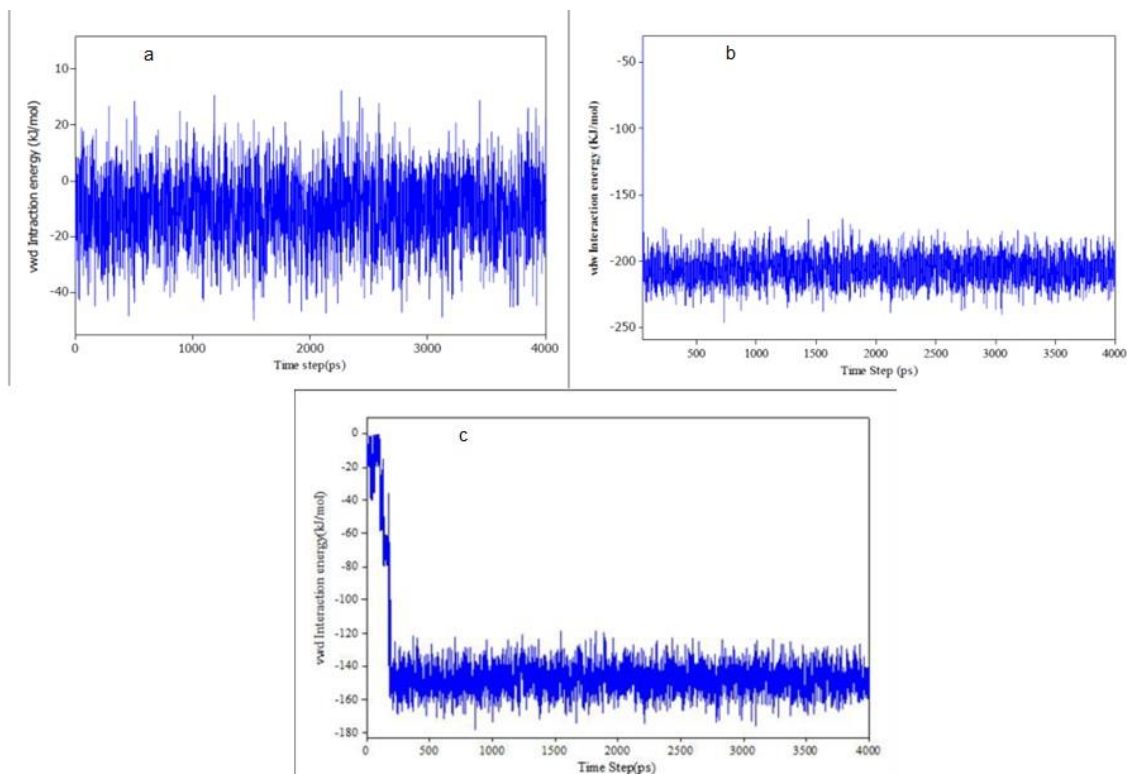 a
vwd Intraction energy (kJ/mol)
10
20
0
-20
-40
0 1000 2000 3000 4000
Time step(ps)
b
vdw Interaction energy (KJ/mol)
-50
-100
-150
-200
-250
500 1000 1500 2000 2500 3000 3500 4000
Time Step (ps)
c
vwd Interaction energy(kJ/mol)
0
-20
-40
-60
-80
-100
-120
-140
-160
-180
0 500 1000 1500 2000 2500 3000 3500 4000
Time Step(ps)